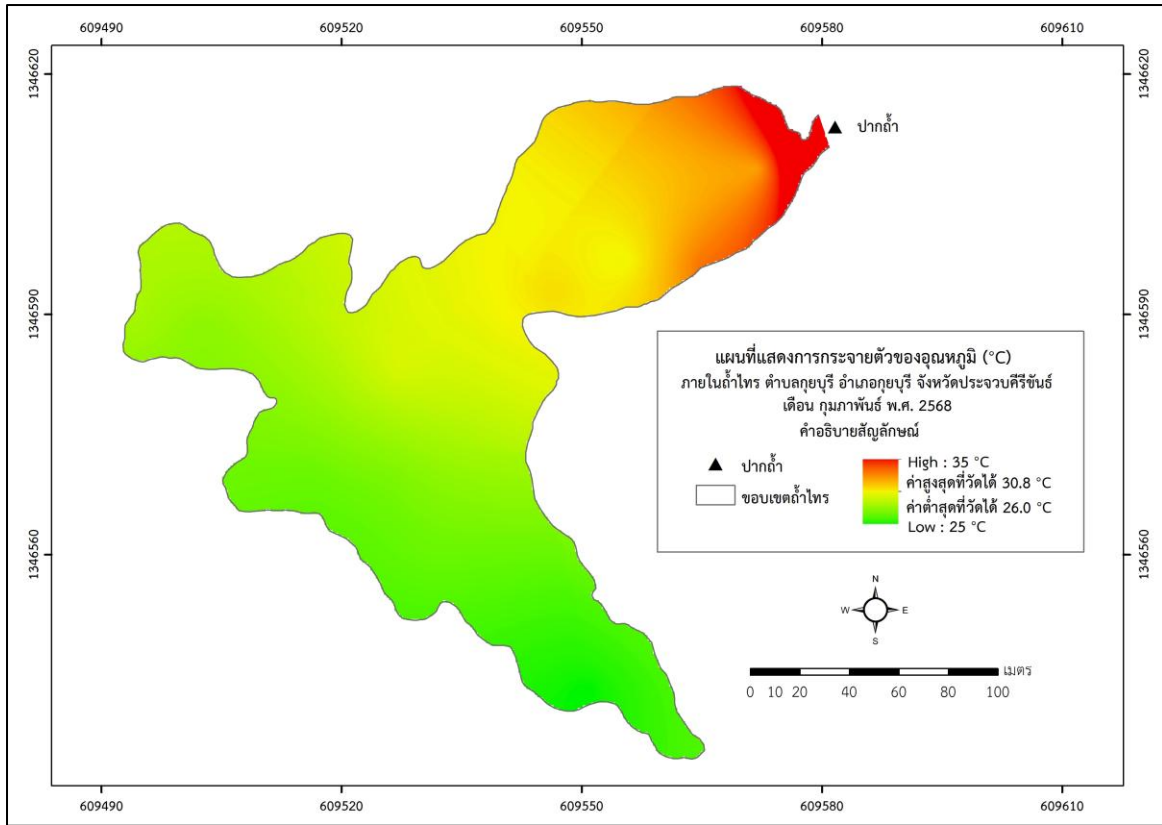 609490 609520 609550 609580 609610
1346620
1346620
ปากถ้ำ
1346590
1346590
แผนที่แสดงการกระจายตัวของอุณหภูมิ (°C)
ภายในถ้ำไทร ตำบลกุยบุรี อำเภอกุยบุรี จังหวัดประจวบคีรีขันธ์
เดือน กุมภาพันธ์ พ.ศ. 2568
คำอธิบายสัญลักษณ์
ปากถ้ำ
ขอบเขตถ้ำไทร
High : 35 °C
ค่าสูงสุดที่วัดได้ 30.8 °C
ค่าต่ำสุดที่วัดได้ 26.0 °C
Low : 25 °C
1346560
1346560
N
W E
S
เมตร
0 10 20 40 60 80 100
609490 609520 609550 609580 609610